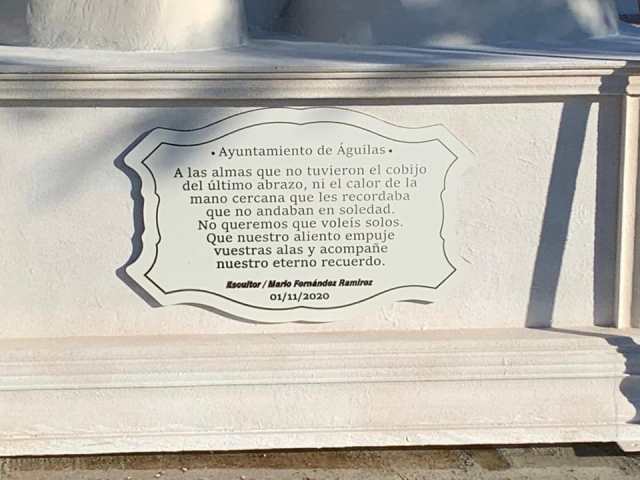 • Ayuntamiento de Águilas •
A las almas que no tuvieron el cobijo
del último abrazo, ni el calor de la
mano cercana que les recordaba
que no andaban en soledad.
No queremos que voleís solos.
Que nuestro aliento empuje
vuestras alas y acompañe
nuestro eterno recuerdo.
Escultor / Mario Fernández Ramírez
01/11/2020